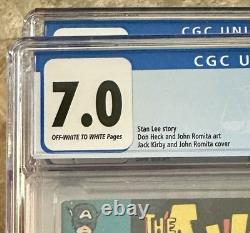 CGC UNI
CGC UN
7.0
OFF-WHITE TO WHITE Pages
Stan Lee story
Don Heck and John Romita art
Jack Kirby and John Romita cover
A
THE